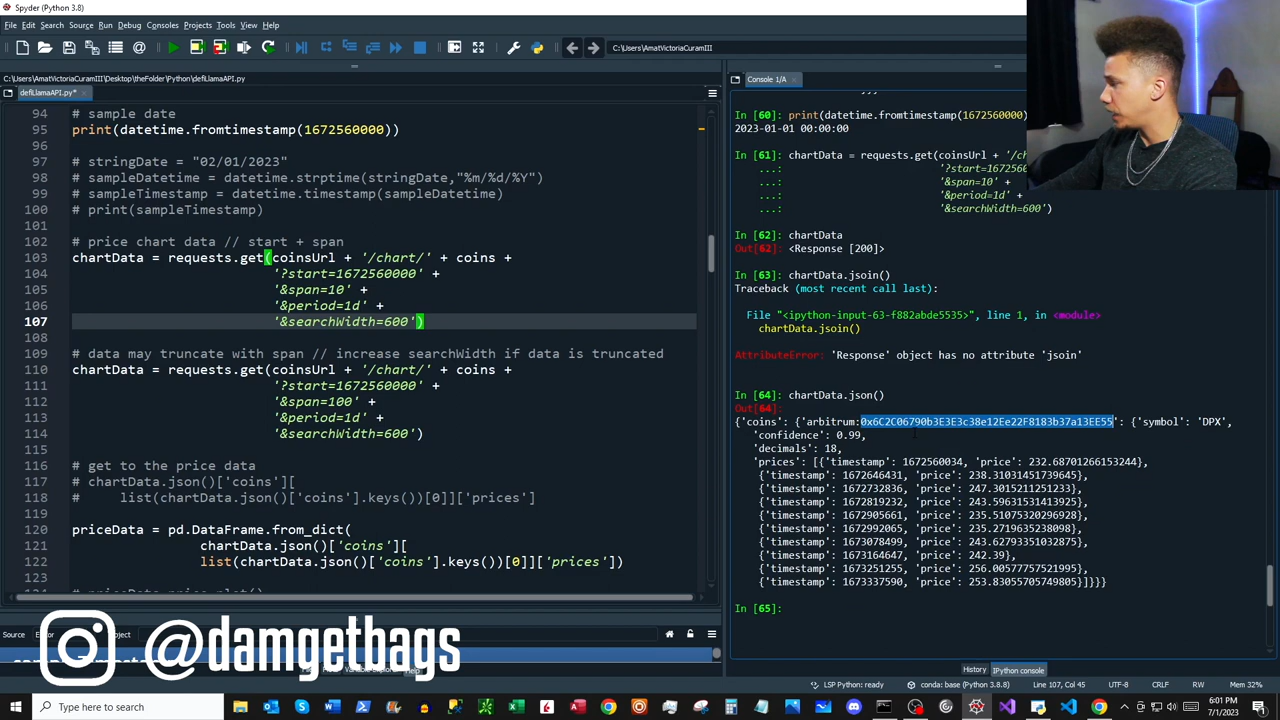 Spyder (Python 3.8)
File Edit Search Source Run Debug Consoles Projects Tools View Help
C:\Users\AmatVictoriaCuramIII
C:\Users\AmatVictoriaCuramIII\Desktop\theFolder\Python\defiLlamaAPI.py
defiLlamaAPI.py*
94 # sample date
95 print(datetime.fromtimestamp(1672560000))
96
97 # stringDate = "02/01/2023"
98 # sampleDatetime = datetime.strptime(stringDate,"%m/%d/%Y")
99 # sampleTimestamp = datetime.timestamp(sampleDatetime)
100 # print(sampleTimestamp)
101
102 # price chart data // start + span
103 chartData = requests.get(coinsUrl + '/chart/' + coins +
104 '?start=1672560000' +
105 '&span=10' +
106 '&period=1d' +
107 '&searchWidth=600')
108
109 # data may truncate with span // increase searchWidth if data is truncated
110 chartData = requests.get(coinsUrl + '/chart/' + coins +
111 '?start=1672560000' +
112 '&span=100' +
113 '&period=1d' +
114 '&searchWidth=600')
115
116 # get to the price data
117 # chartData.json()['coins'][
118 # list(chartData.json()['coins'].keys())[0]]['prices']
119
120 priceData = pd.DataFrame.from_dict(
121 chartData.json()['coins'][
122 list(chartData.json()['coins'].keys())[0]]['prices'])
123
Source
@damgetbags
Console 1/A
In [60]: print(datetime.fromtimestamp(1672560000)
2023-01-01 00:00:00
In [61]: chartData = requests.get(coinsUrl + '/ch
...: '?start=1672560000' +
...: '&span=10' +
...: '&period=1d' +
...: '&searchWidth=600')
In [62]: chartData
Out[62]: <Response [200]>
In [63]: chartData.jsoin()
Traceback (most recent call last):
File "<ipython-input-63-f882abde5535>", line 1, in <module>
chartData.jsoin()
AttributeError: 'Response' object has no attribute 'jsoin'
In [64]: chartData.json()
Out[64]:
{'coins': {'arbitrum:0x6C2C06790b3E3E3c38e12Ee22F8183b37a13EE55': {'symbol': 'DPX',
'confidence': 0.99,
'decimals': 18,
'prices': [{'timestamp': 1672560034, 'price': 232.68701266153244},
{'timestamp': 1672646431, 'price': 238.31031451739645},
{'timestamp': 1672732836, 'price': 247.3015211251233},
{'timestamp': 1672819232, 'price': 243.59631531413925},
{'timestamp': 1672905661, 'price': 235.51075320296928},
{'timestamp': 1672992065, 'price': 235.2719635238098},
{'timestamp': 1673078499, 'price': 243.62793351032875},
{'timestamp': 1673164647, 'price': 242.39},
{'timestamp': 1673251255, 'price': 256.00577757521995},
{'timestamp': 1673337590, 'price': 253.83055705749805}]}}}
In [65]:
History IPython console
LSP Python: ready conda: base (Python 3.8.8) Line 107, Col 45 UTF-8 CRLF RW Mem 32%
Type here to search
6:01 PM
7/1/2023